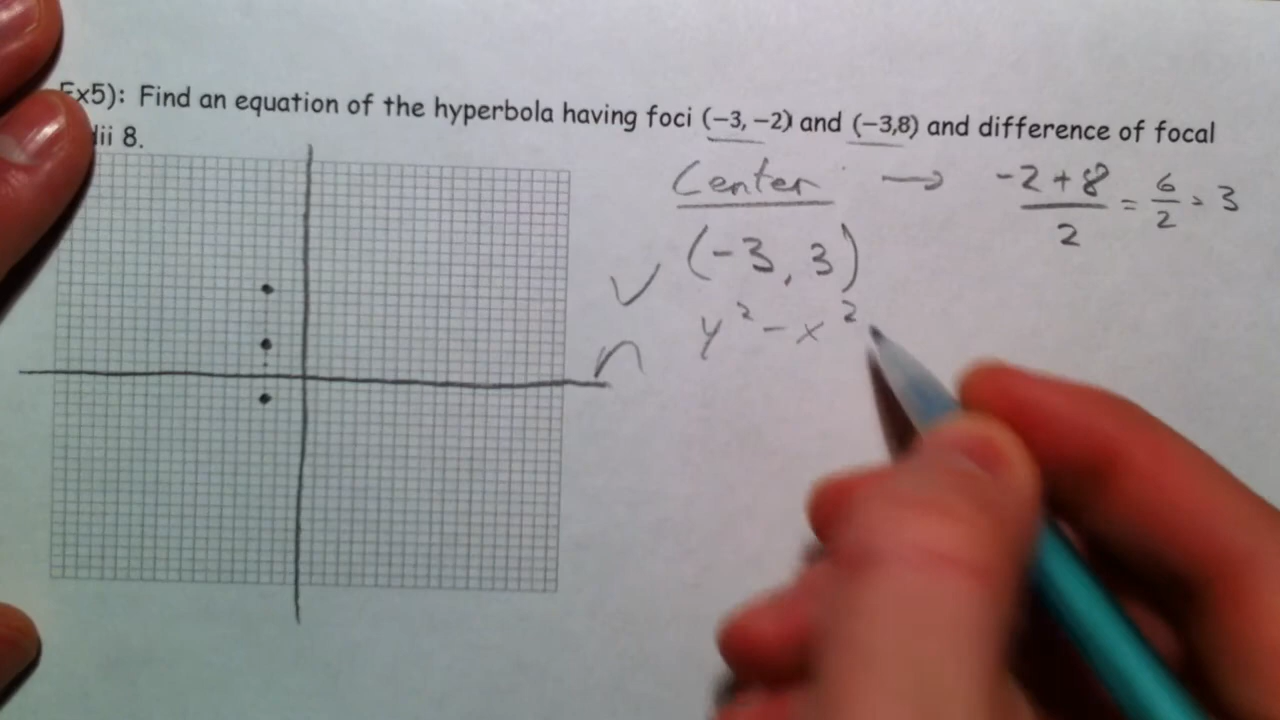 Ex5): Find an equation of the hyperbola having foci (−3, −2) and (−3,8) and difference of focal
dii 8.
Center → -2+8/2 = 6/2 = 3
(-3, 3)
y² - x²